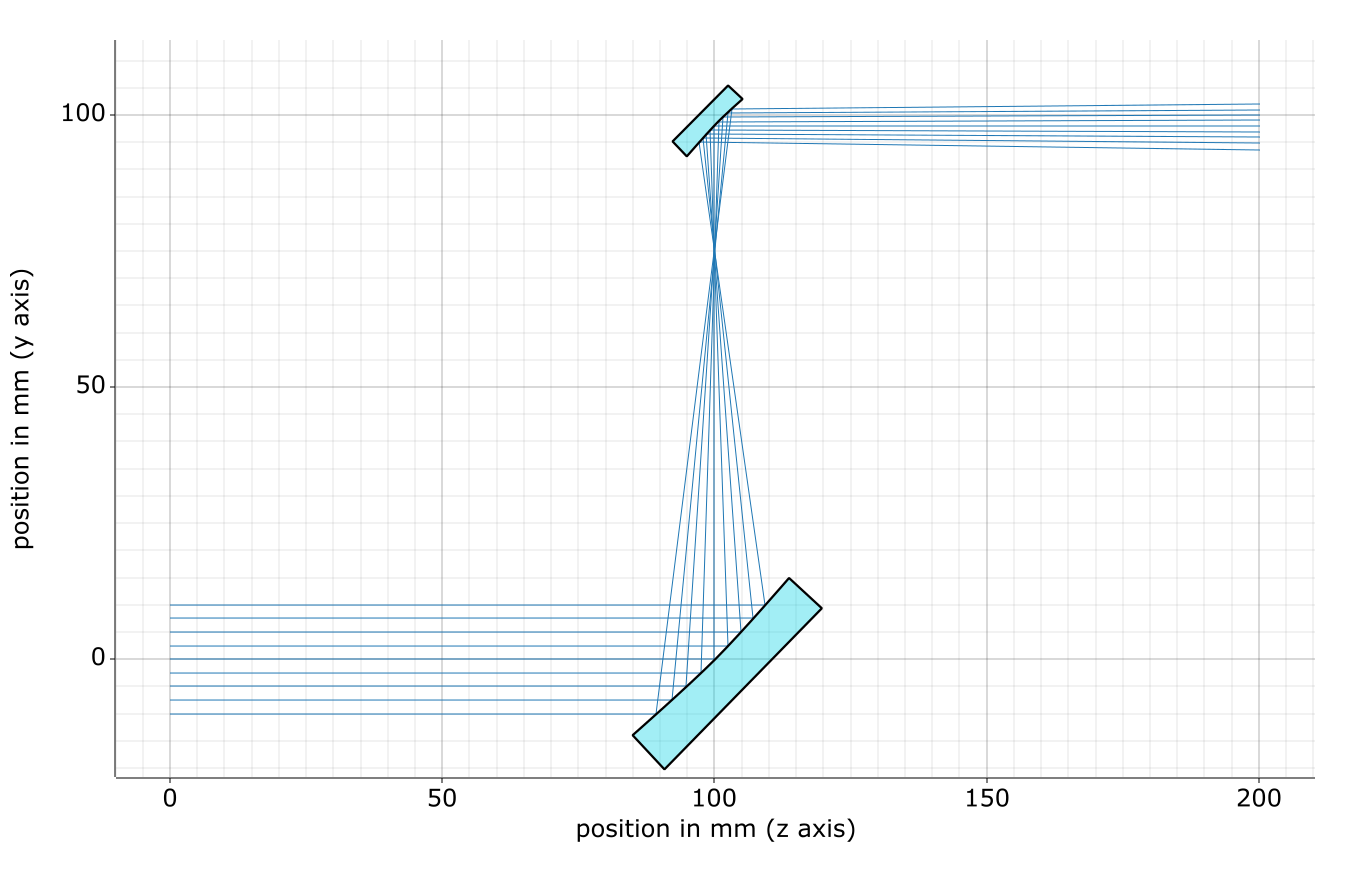 100
50
0
position in mm (y axis)
0 50 100 150 200
position in mm (z axis)